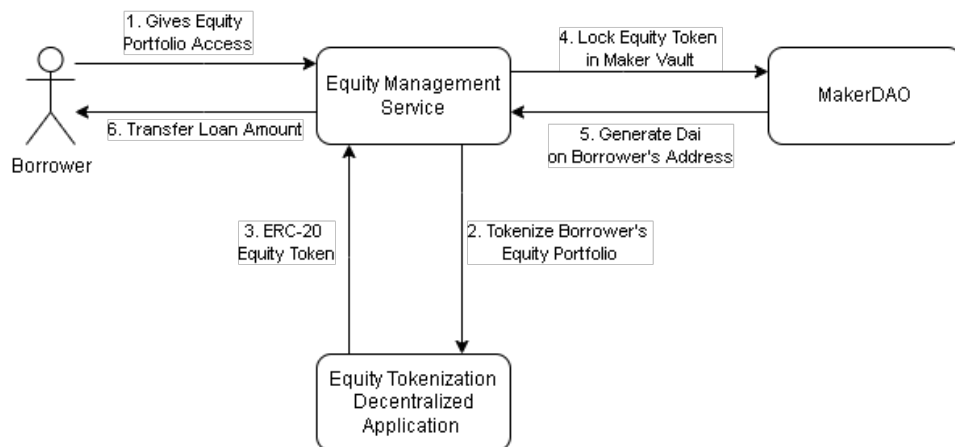 1. Gives Equity
Portfolio Access
4. Lock Equity Token
in Maker Vault
Equity Management
Service
MakerDAO
6. Transfer Loan Amount
5. Generate Dai
on Borrower's Address
Borrower
3. ERC-20
Equity Token
2. Tokenize Borrower's
Equity Portfolio
Equity Tokenization
Decentralized
Application